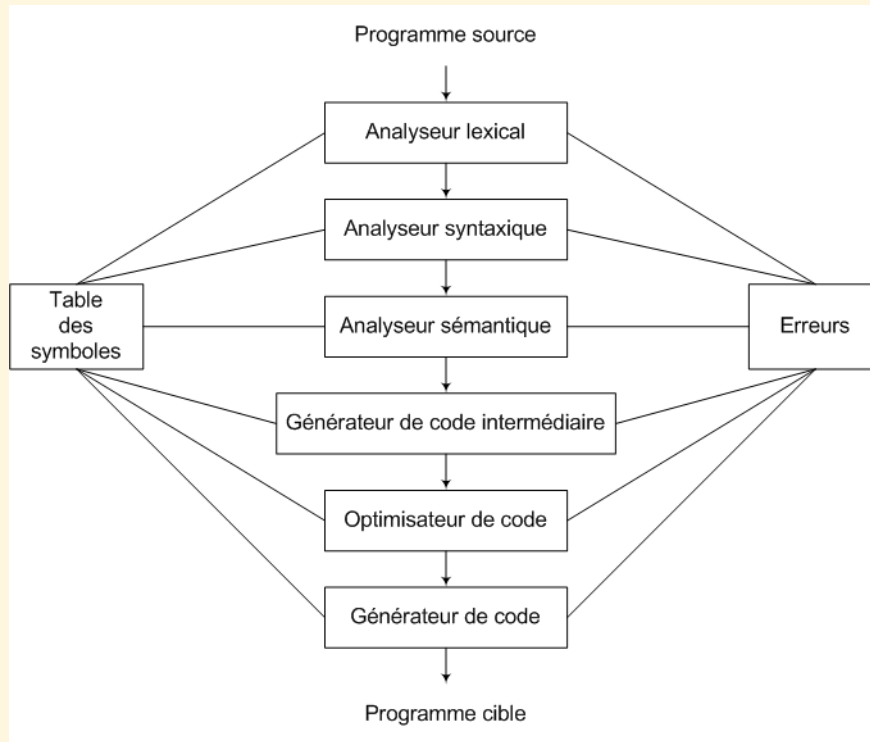 Programme source
Analyseur lexical
Analyseur syntaxique
Table
des
symboles
Analyseur sémantique
Erreurs
Générateur de code intermédiaire
Optimisateur de code
Générateur de code
Programme cible